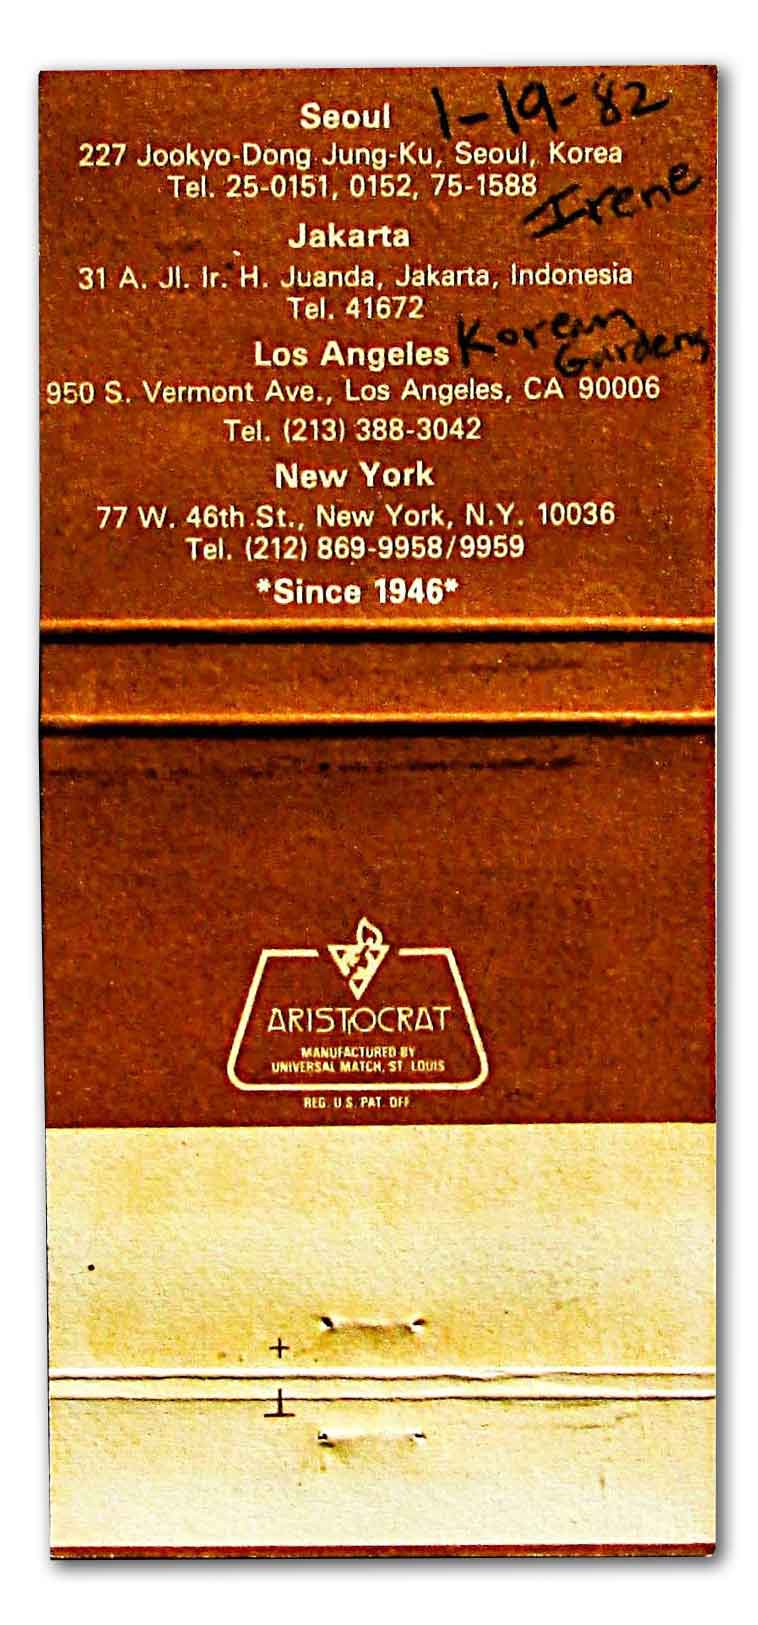 Seoul 1-19-82
227 Jookyo-Dong Jung-Ku, Seoul, Korea
Tel. 25-0151, 0152, 75-1588
Irene
Jakarta
31 A. Jl. Ir. H. Juanda, Jakarta, Indonesia
Tel. 41672
Korean
Gardens
Los Angeles
950 S. Vermont Ave., Los Angeles, CA 90006
Tel. (213) 388-3042
New York
77 W. 46th St., New York, N.Y. 10036
Tel. (212) 869-9958/9959
*Since 1946*
ARISTOCRAT
MANUFACTURED BY
UNIVERSAL MATCH, ST LOUIS
REG. U.S. PAT. OFF.